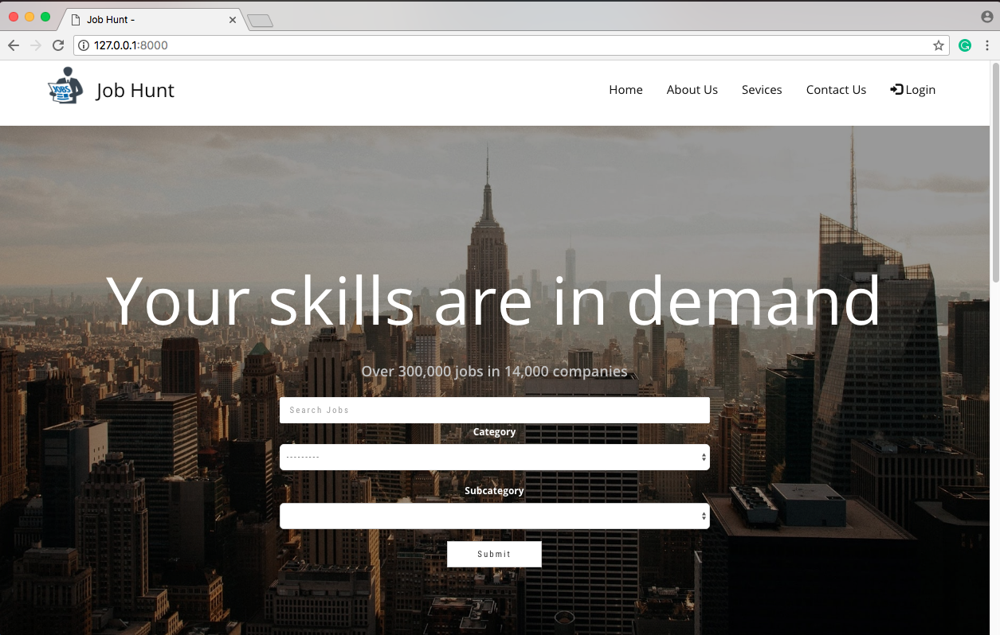 Job Hunt -
127.0.0.1:8000
JOBS
Job Hunt
Home About Us Sevices Contact Us Login
Your skills are in demand
Over 300,000 jobs in 14,000 companies
Search Jobs
Category
---------
Subcategory
Submit